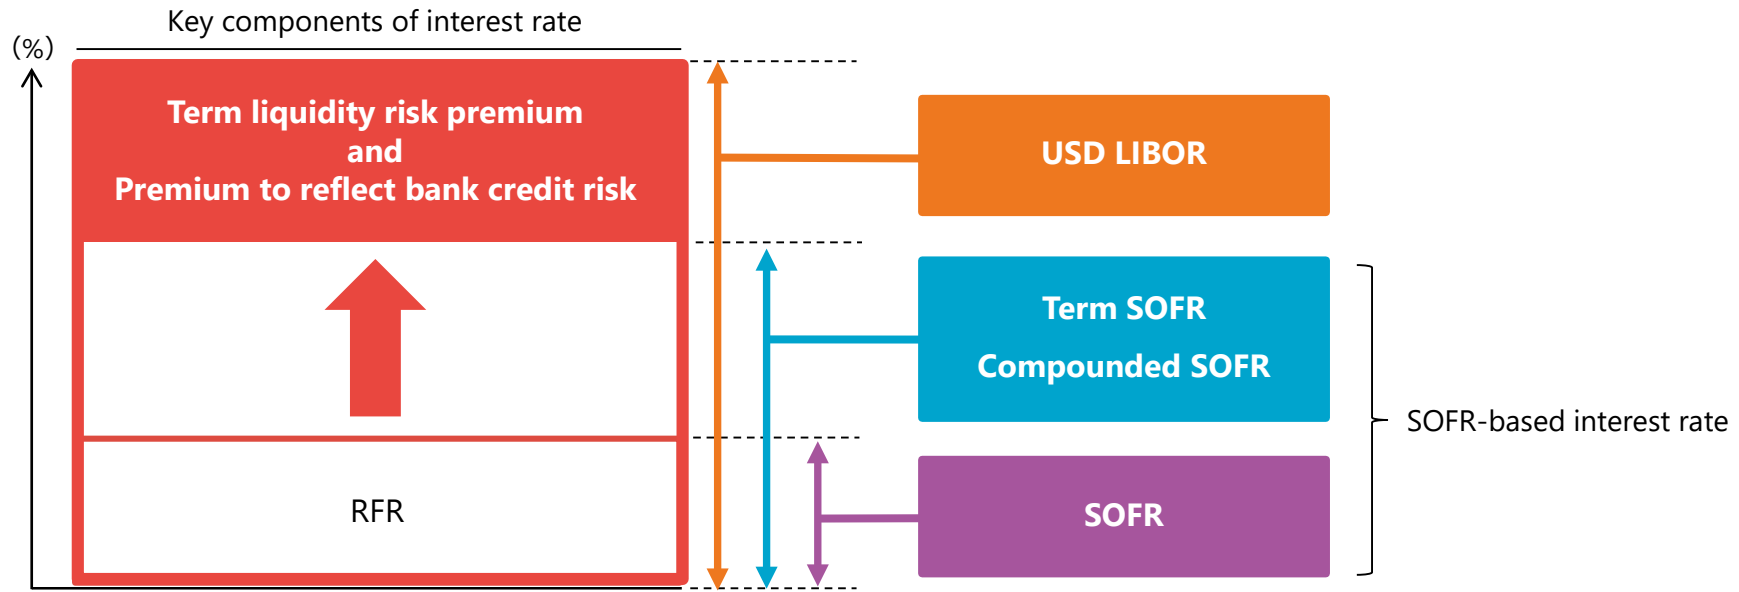 Key components of interest rate
(%)
Term liquidity risk premium
and
Premium to reflect bank credit risk
USD LIBOR
Term SOFR
Compounded SOFR
SOFR-based interest rate
RFR
SOFR